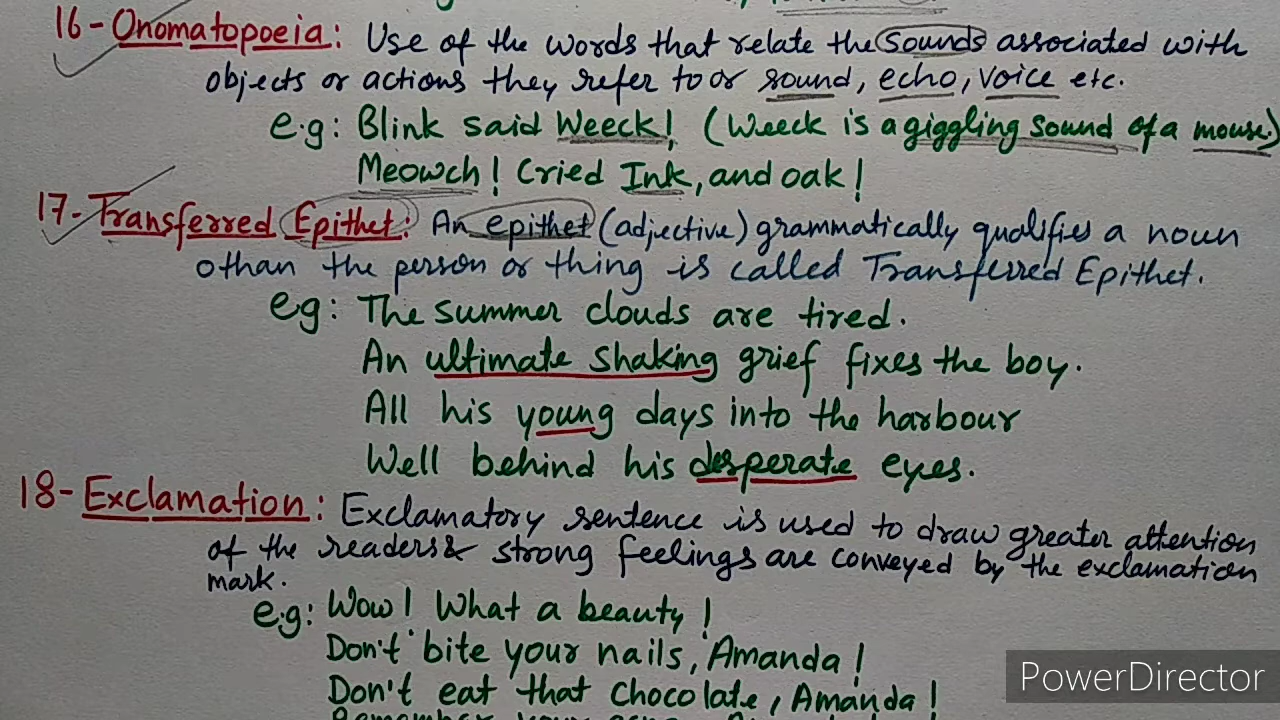 16- Onomatopoeia: Use of the words that relate the sounds associated with
objects or actions they refer to or sound, echo, voice etc.
e.g: Blink said Weeck! (Weeck is a giggling sound of a mouse)
Meowch! Cried Ink, and oak!
17- Transferred Epithet: An epithet (adjective) grammatically qualifies a noun
othan the person or thing is called Transferred Epithet.
eg: The summer clouds are tired.
An ultimate shaking grief fixes the boy.
All his young days into the harbour
Well behind his desperate eyes.
18- Exclamation: Exclamatory sentence is used to draw greater attention
of the readers & strong feelings are conveyed by the exclamation
mark.
e.g: Wow! What a beauty!
Don't bite your nails, Amanda!
Don't eat that chocolate, Amanda!
Remember your acne,
PowerDirector